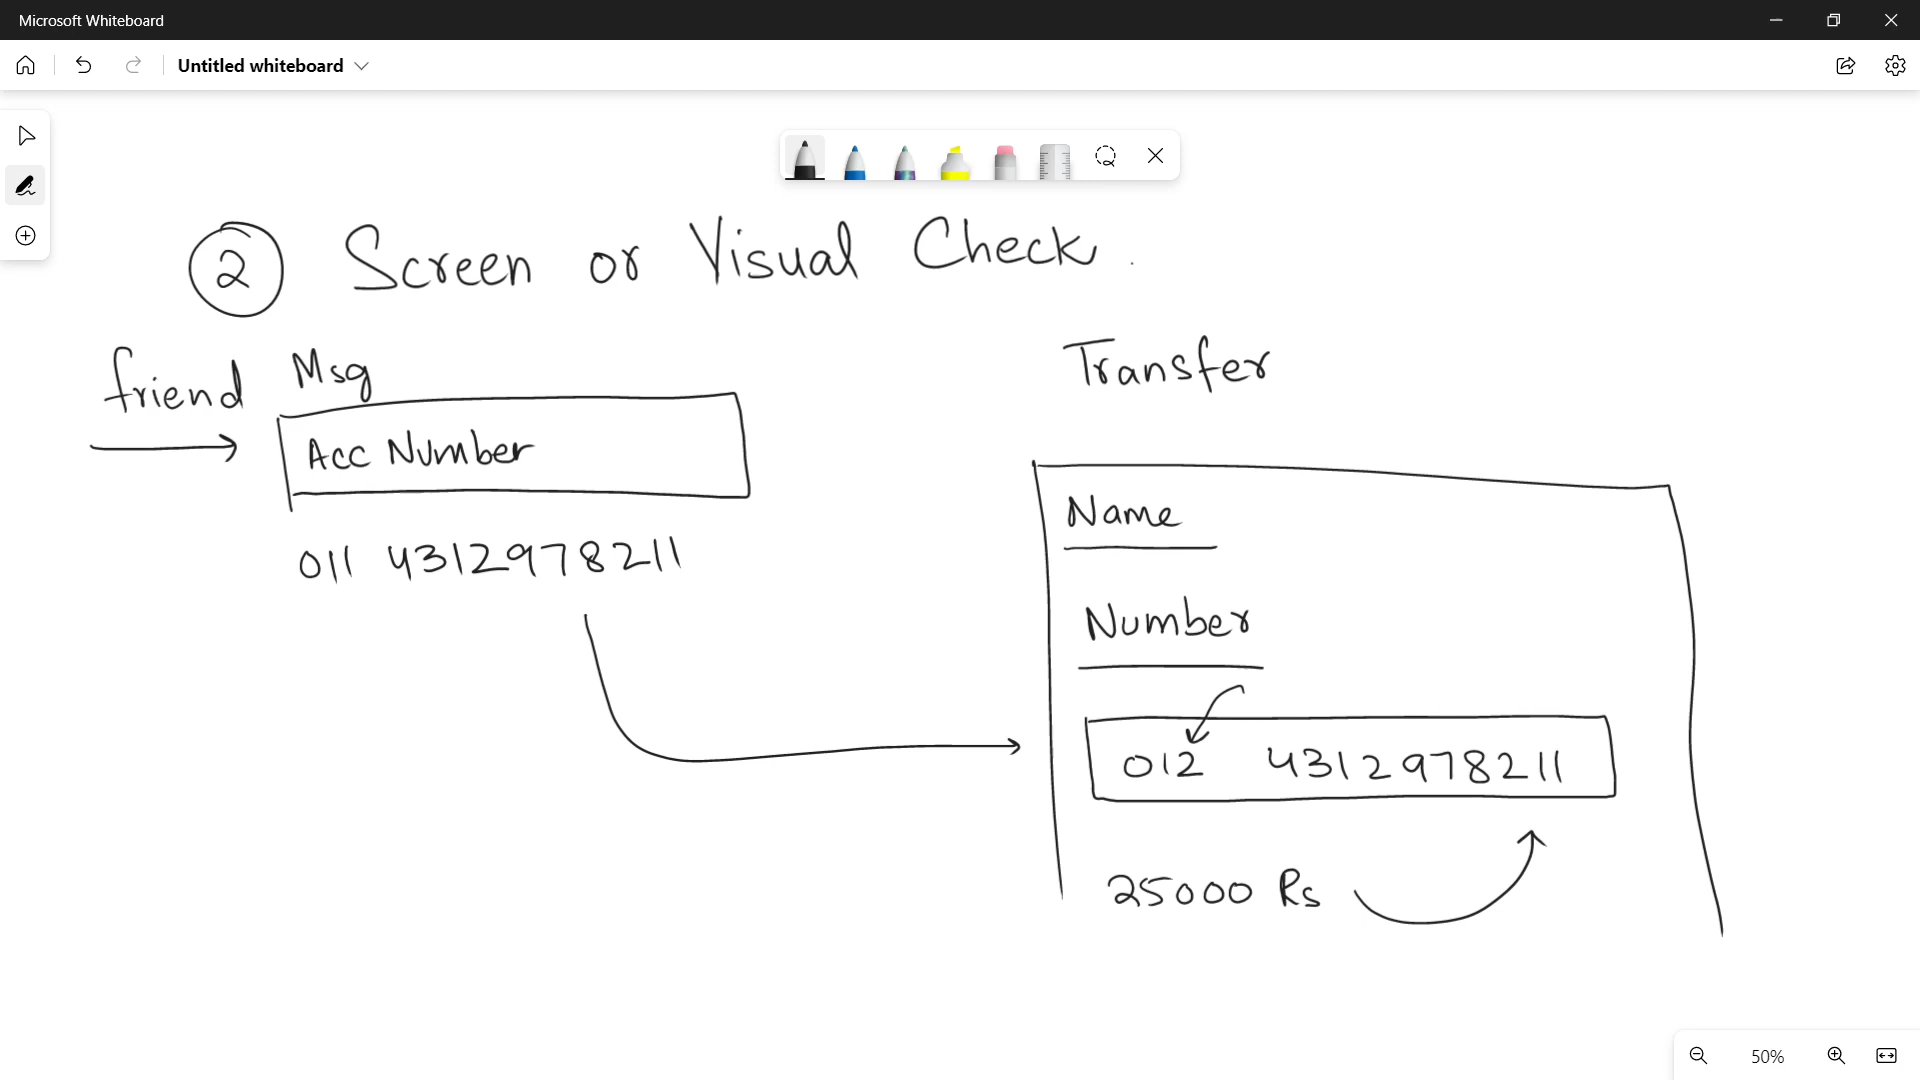 Microsoft Whiteboard
Untitled whiteboard
② Screen or Visual Check.
friend Msg
Acc Number
011 4312978211
Transfer
Name
Number
012 4312978211
25000 Rs
50%